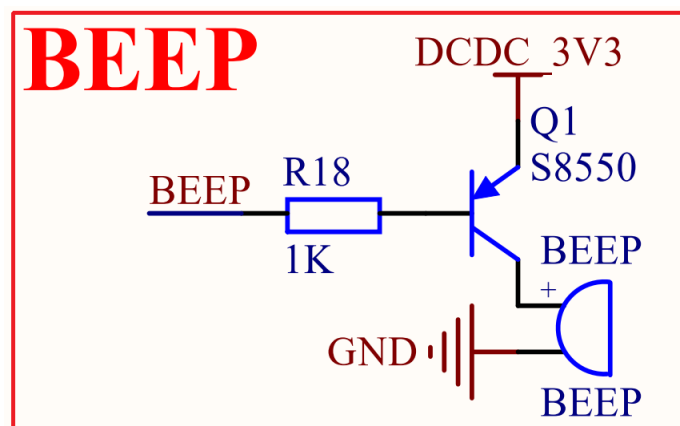 BEEP
DCDC_3V3
Q1
S8550
BEEP
R18
1K
BEEP
+
GND
BEEP